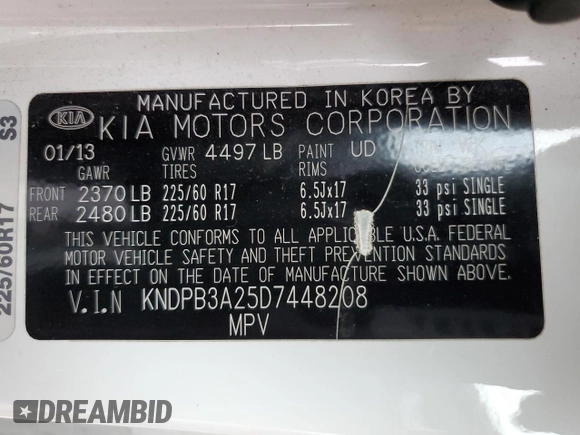 MANUFACTURED IN KOREA BY
KIA KIA MOTORS CORPORATION
01/13 GVWR 4497 LB PAINT UD
GAWR TIRES RIMS
FRONT 2370 LB 225/60 R17 6.5Jx17 33 psi SINGLE
REAR 2480 LB 225/60 R17 6.5Jx17 33 psi SINGLE
THIS VEHICLE CONFORMS TO ALL APPLICABLE U.S.A. FEDERAL
MOTOR VEHICLE SAFETY AND THEFT PREVENTION STANDARDS
IN EFFECT ON THE DATE OF MANUFACTURE SHOWN ABOVE.
V.I.N KNDPB3A25D7448208
MPV
225/60R17 S3
DREAMBID